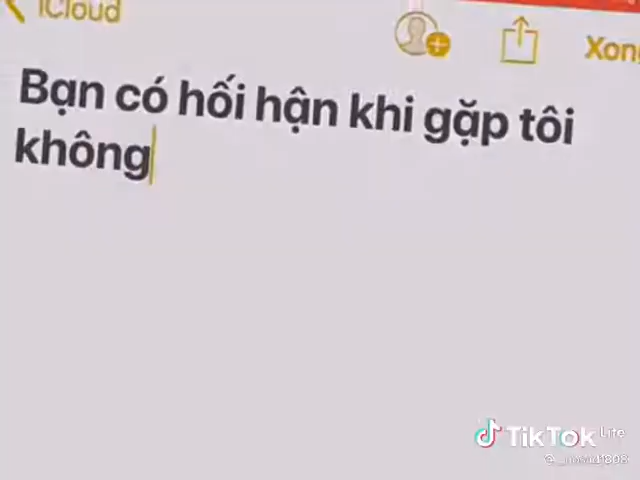 iCloud
Xong
Bạn có hối hận khi gặp tôi
không
TikTok Lite